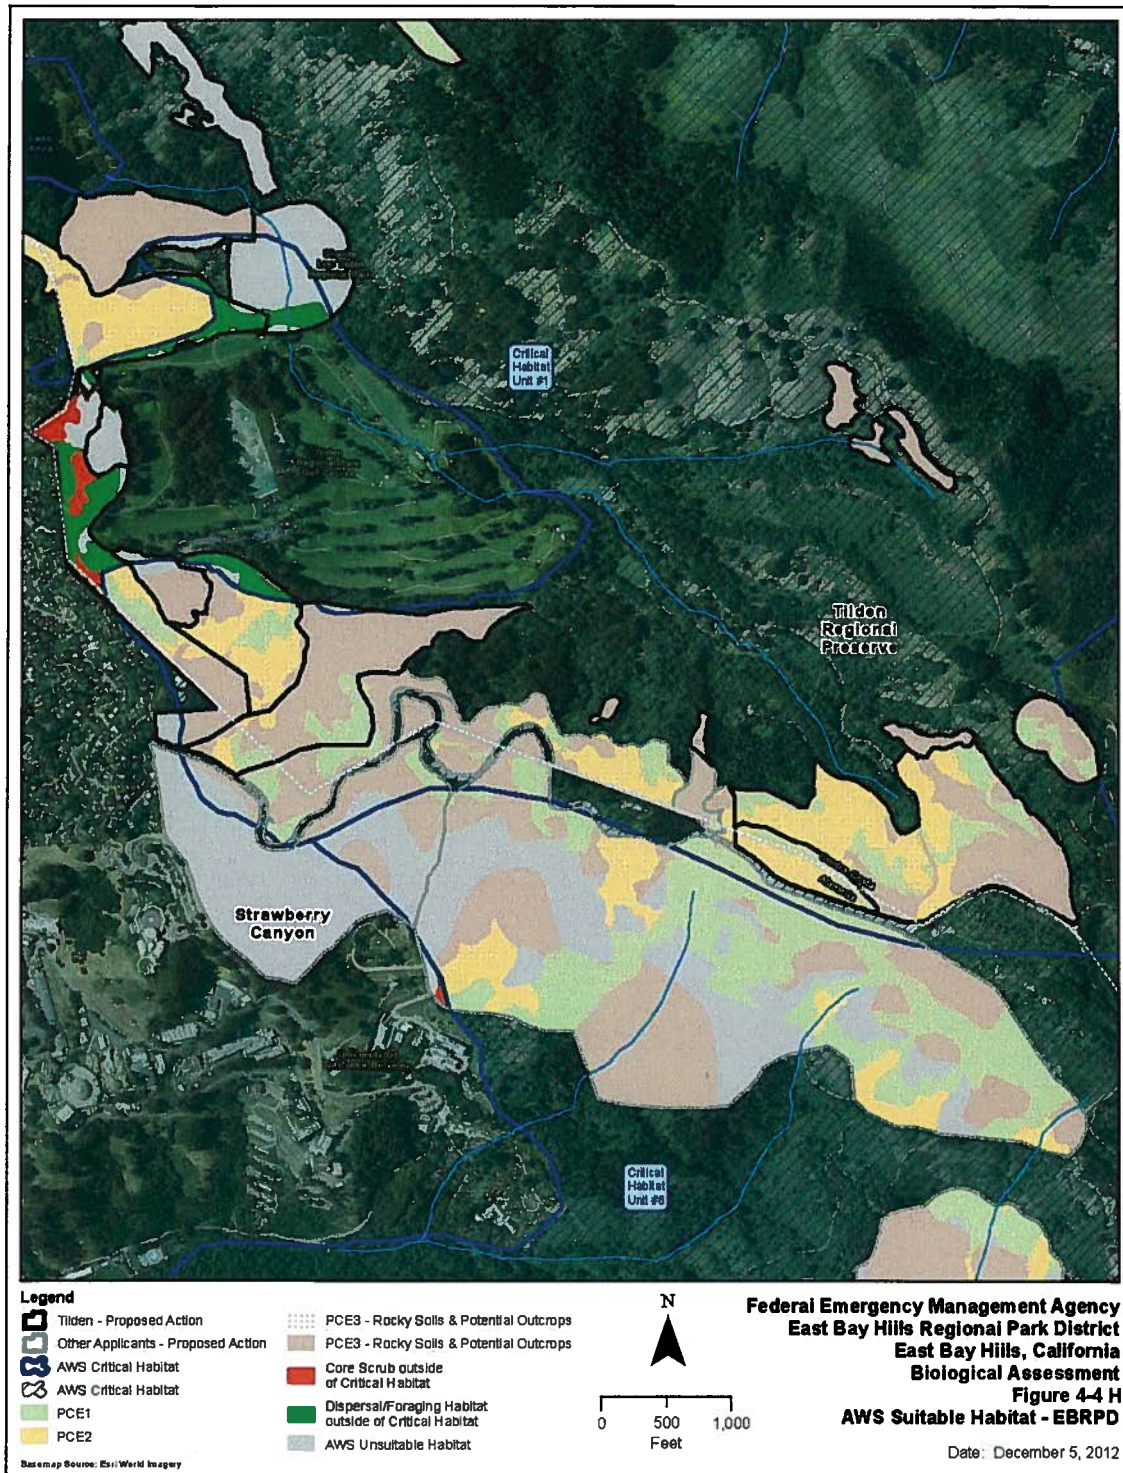 Critical
Habitat
Unit #1
Tilden
Regional
Preserve
Strawberry
Canyon
Critical
Habitat
Unit #6
Legend
Tilden - Proposed Action
Other Applicants - Proposed Action
AWS Critical Habitat
AWS Critical Habitat
PCE1
PCE2
PCE3 - Rocky Soils & Potential Outcrops
PCE3 - Rocky Soils & Potential Outcrops
Core Scrub outside
of Critical Habitat
Dispersal/Foraging Habitat
outside of Critical Habitat
AWS Unsuitable Habitat
Basemap Source: Esri World Imagery
N
0 500 1,000
Feet
Federal Emergency Management Agency
East Bay Hills Regional Park District
East Bay Hills, California
Biological Assessment
Figure 4-4 H
AWS Suitable Habitat - EBRPD
Date: December 5, 2012